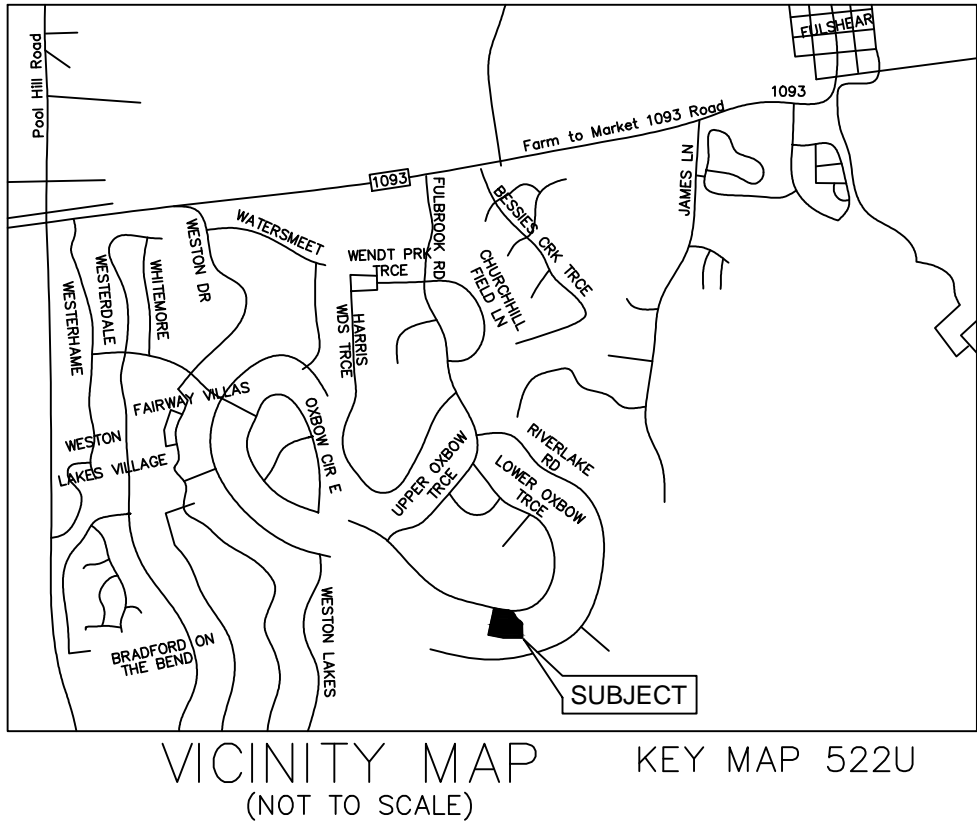 FULSHEAR
Pool Hill Road
1093
Farm to Market 1093 Road
1093
JAMES LN
FULBROOK RD
BESSIES CRK TRCE
WATERSMEET
WESTON DR
WENDT PRK
TRCE
CHURCHHILL
FIELD LN
WESTERHAME
WESTERDALE
WHITEMORE
HARRIS
WDS TRCE
FAIRWAY VILLAS
OXBOW CIR E
WESTON
LAKES VILLAGE
UPPER OXBOW
TRCE
RIVERLAKE
RD
LOWER OXBOW
TRCE
WESTON LAKES
BRADFORD ON
THE BEND
SUBJECT
VICINITY MAP
(NOT TO SCALE)
KEY MAP 522U